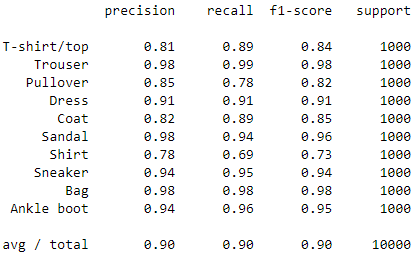 precision recall f1-score support
T-shirt/top 0.81 0.89 0.84 1000
Trouser 0.98 0.99 0.98 1000
Pullover 0.85 0.78 0.82 1000
Dress 0.91 0.91 0.91 1000
Coat 0.82 0.89 0.85 1000
Sandal 0.98 0.94 0.96 1000
Shirt 0.78 0.69 0.73 1000
Sneaker 0.94 0.95 0.94 1000
Bag 0.98 0.98 0.98 1000
Ankle boot 0.94 0.96 0.95 1000
avg / total 0.90 0.90 0.90 10000